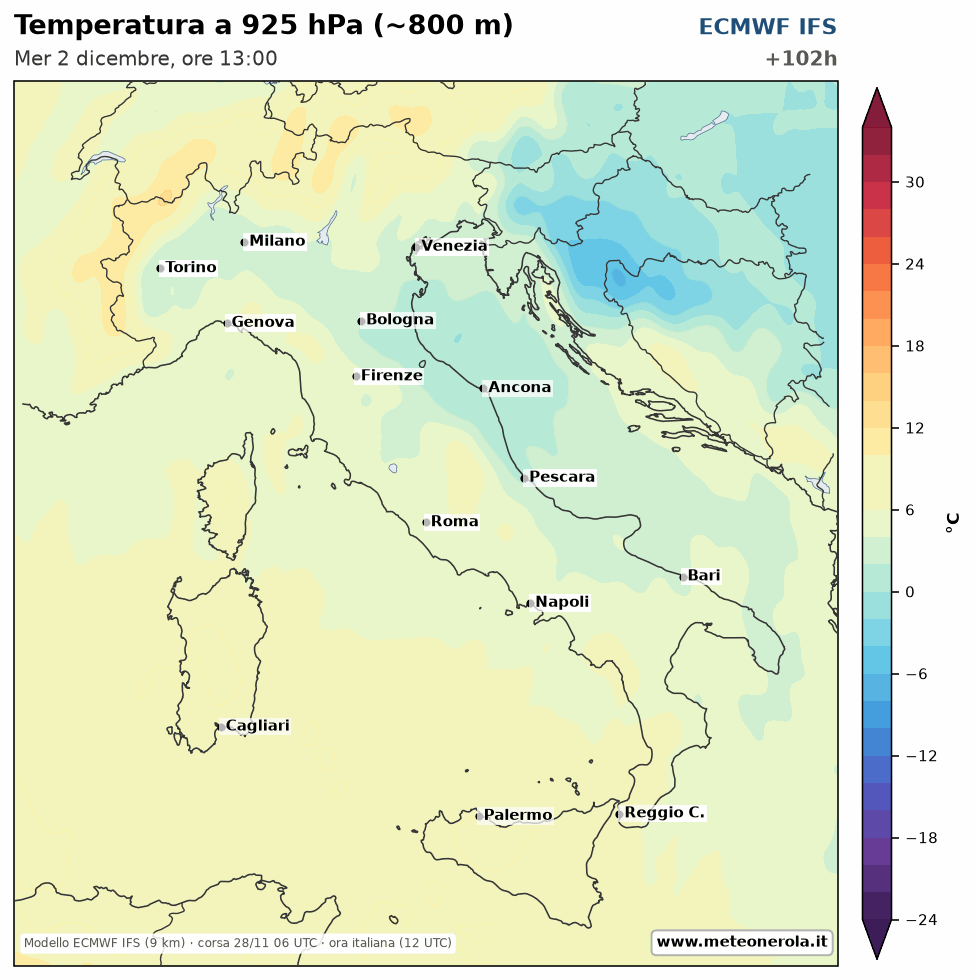 Temperatura a 925 hPa (~800 m)
ECMWF IFS
Mer 2 dicembre, ore 13:00
+102h
Milano
Venezia
Torino
Genova
Bologna
Firenze
Ancona
Pescara
Roma
Bari
Napoli
Cagliari
Palermo
Reggio C.
30
24
18
12
6
0
−6
−12
−18
−24
°C
Modello ECMWF IFS (9 km) · corsa 28/11 06 UTC · ora italiana (12 UTC)
www.meteonerola.it